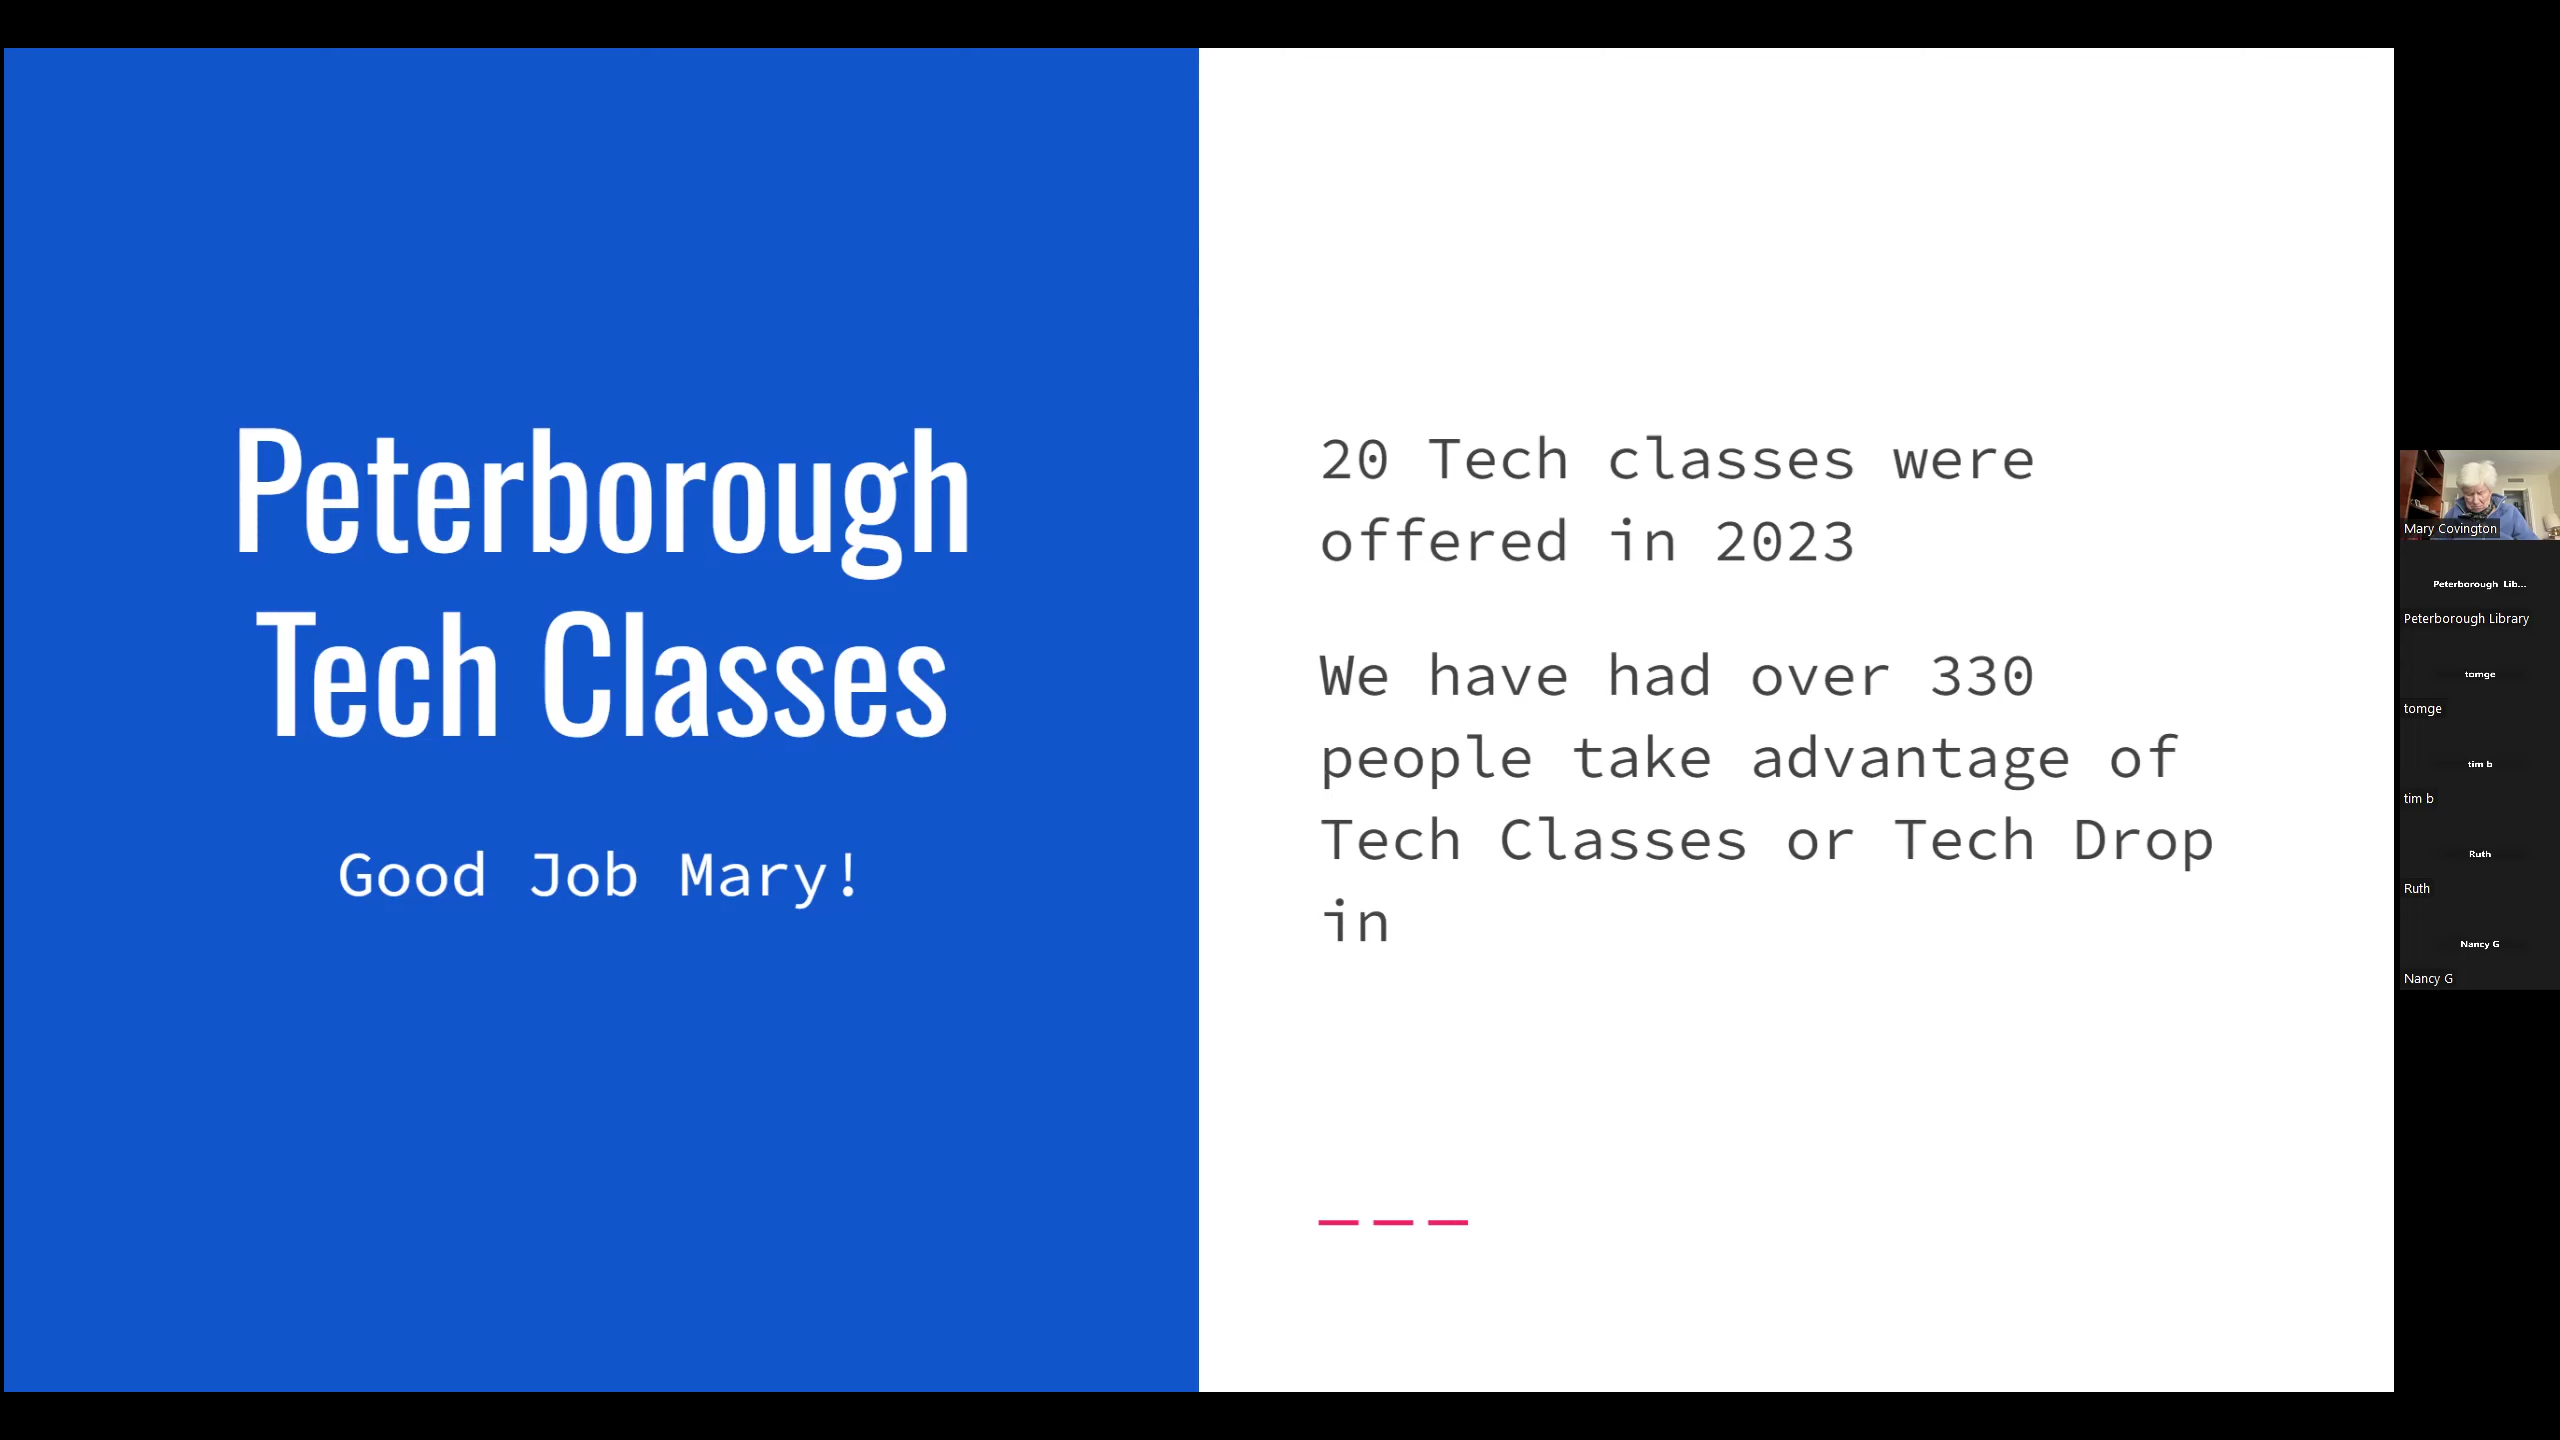 Peterborough
Tech Classes
Good Job Mary!
20 Tech classes were
offered in 2023
We have had over 330
people take advantage of
Tech Classes or Tech Drop
in
Mary Covington
Peterborough Lib...
Peterborough Library
tomge
tomge
tim b
tim b
Ruth
Ruth
Nancy G
Nancy G